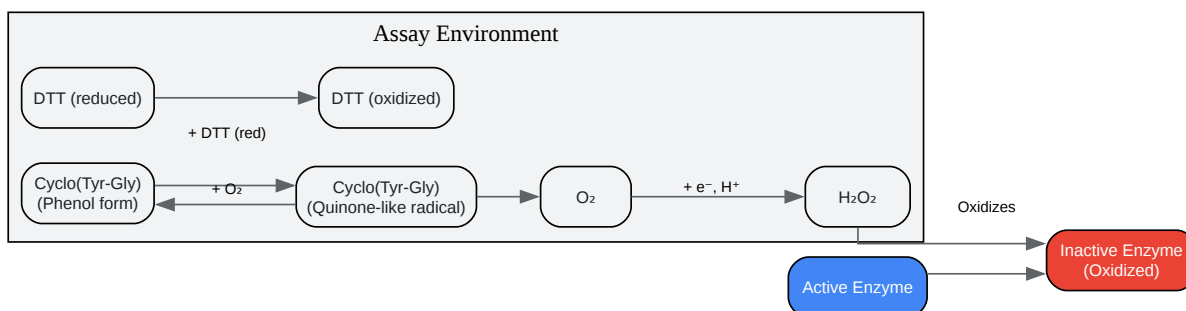 Assay Environment
DTT (reduced)
DTT (oxidized)
+ DTT (red)
Cyclo(Tyr-Gly)
(Phenol form)
+ O₂
Cyclo(Tyr-Gly)
(Quinone-like radical)
O₂
+ e⁻, H⁺
H₂O₂
Oxidizes
Inactive Enzyme
(Oxidized)
Active Enzyme